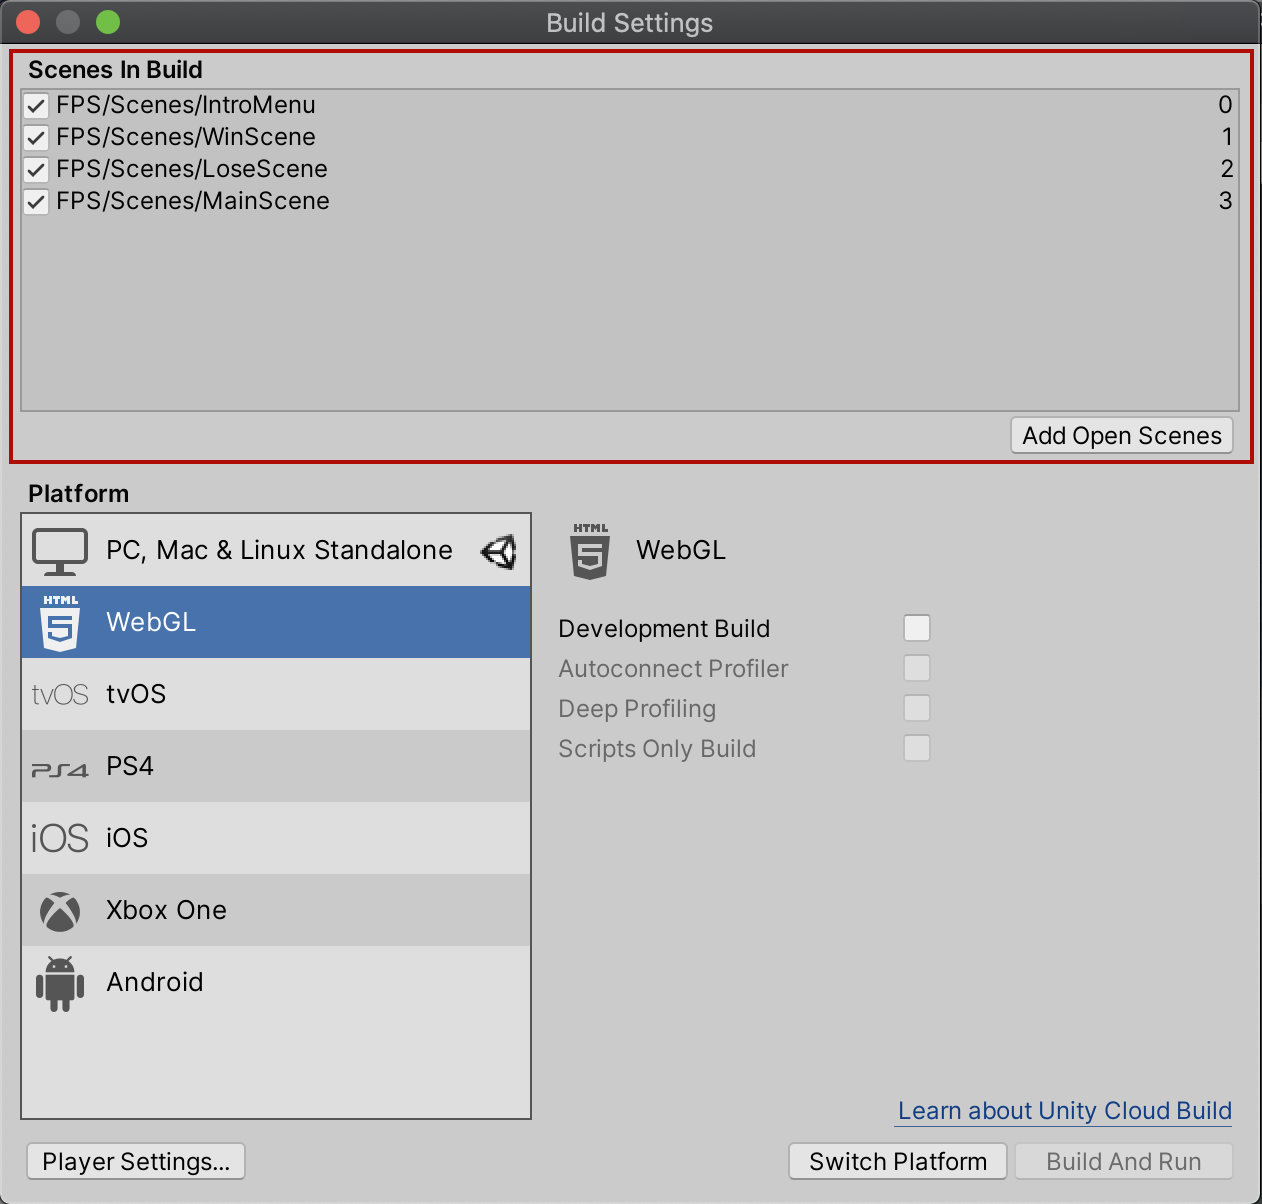 Build Settings
Scenes In Build
FPS/Scenes/IntroMenu 0
FPS/Scenes/WinScene 1
FPS/Scenes/LoseScene 2
FPS/Scenes/MainScene 3
Add Open Scenes
Platform
PC, Mac & Linux Standalone
HTML 5 WebGL
tvOS tvOS
PS4 PS4
iOS iOS
Xbox One
Android
HTML 5 WebGL
Development Build
Autoconnect Profiler
Deep Profiling
Scripts Only Build
Learn about Unity Cloud Build
Player Settings...
Switch Platform
Build And Run